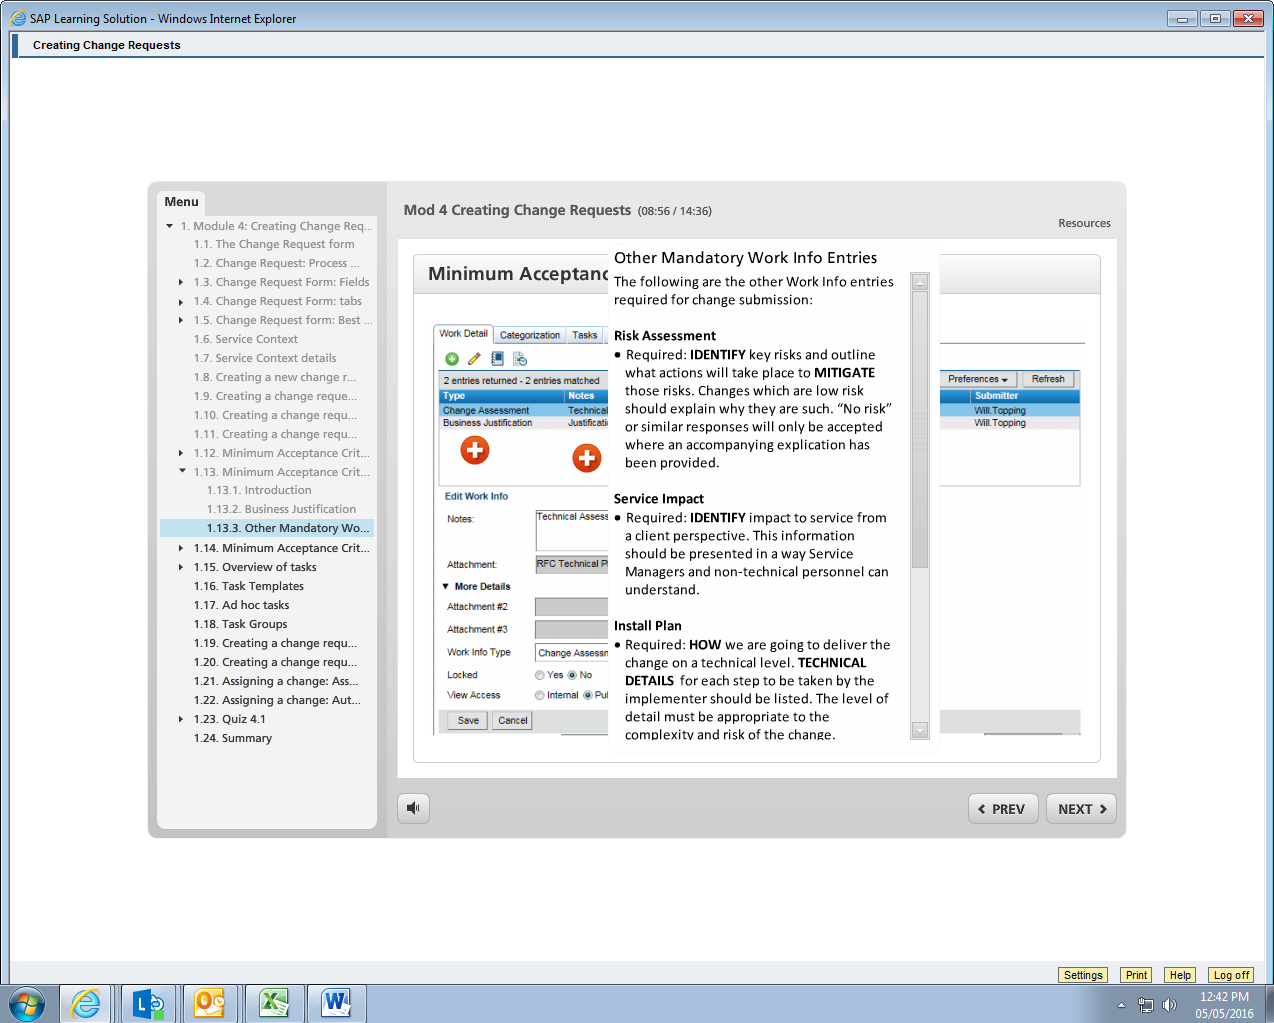 SAP Learning Solution - Windows Internet Explorer
Creating Change Requests
Menu
1. Module 4: Creating Change Req...
1.1. The Change Request form
1.2. Change Request: Process ...
1.3. Change Request Form: Fields
1.4. Change Request Form: tabs
1.5. Change Request form: Best ...
1.6. Service Context
1.7. Service Context details
1.8. Creating a new change r...
1.9. Creating a change reque...
1.10. Creating a change requ...
1.11. Creating a change requ...
1.12. Minimum Acceptance Crit...
1.13. Minimum Acceptance Crit...
1.13.1. Introduction
1.13.2. Business Justification
1.13.3. Other Mandatory Wo...
1.14. Minimum Acceptance Crit...
1.15. Overview of tasks
1.16. Task Templates
1.17. Ad hoc tasks
1.18. Task Groups
1.19. Creating a change requ...
1.20. Creating a change requ...
1.21. Assigning a change: Ass...
1.22. Assigning a change: Aut...
1.23. Quiz 4.1
1.24. Summary
Mod 4 Creating Change Requests (08:56 / 14:36)
Resources
Minimum Acceptanc
Work Detail Categorization Tasks
2 entries returned - 2 entries matched
Preferences Refresh
Type Notes Submitter
Change Assessment Technical Will.Topping
Business Justification Justificati Will.Topping
Edit Work Info
Notes: Technical Assess
Attachment: RFC Technical P
More Details
Attachment #2
Attachment #3
Work Info Type Change Assessm
Locked Yes No
View Access Internal Pul
Save Cancel
Other Mandatory Work Info Entries
The following are the other Work Info entries
required for change submission:
Risk Assessment
• Required: IDENTIFY key risks and outline
what actions will take place to MITIGATE
those risks. Changes which are low risk
should explain why they are such. “No risk”
or similar responses will only be accepted
where an accompanying explication has
been provided.
Service Impact
• Required: IDENTIFY impact to service from
a client perspective. This information
should be presented in a way Service
Managers and non-technical personnel can
understand.
Install Plan
• Required: HOW we are going to deliver the
change on a technical level. TECHNICAL
DETAILS for each step to be taken by the
implementer should be listed. The level of
detail must be appropriate to the
complexity and risk of the change.
PREV NEXT
Settings Print Help Log off
12:42 PM
05/05/2016